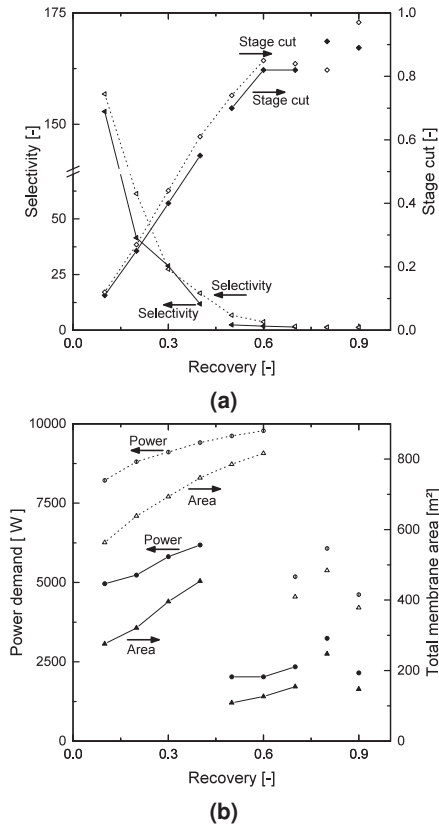 175
150
50
25
0
Selectivity [-]
1.0
0.8
0.6
0.4
0.2
0.0
Stage cut [-]
Stage cut
Stage cut
Selectivity
Selectivity
0.0
0.3
0.6
0.9
Recovery [-]
(a)
10000
7500
5000
2500
0
Power demand [ W ]
800
600
400
200
0
Total membrane area [m²]
Power
Area
Power
Area
0.0
0.3
0.6
0.9
Recovery [-]
(b)